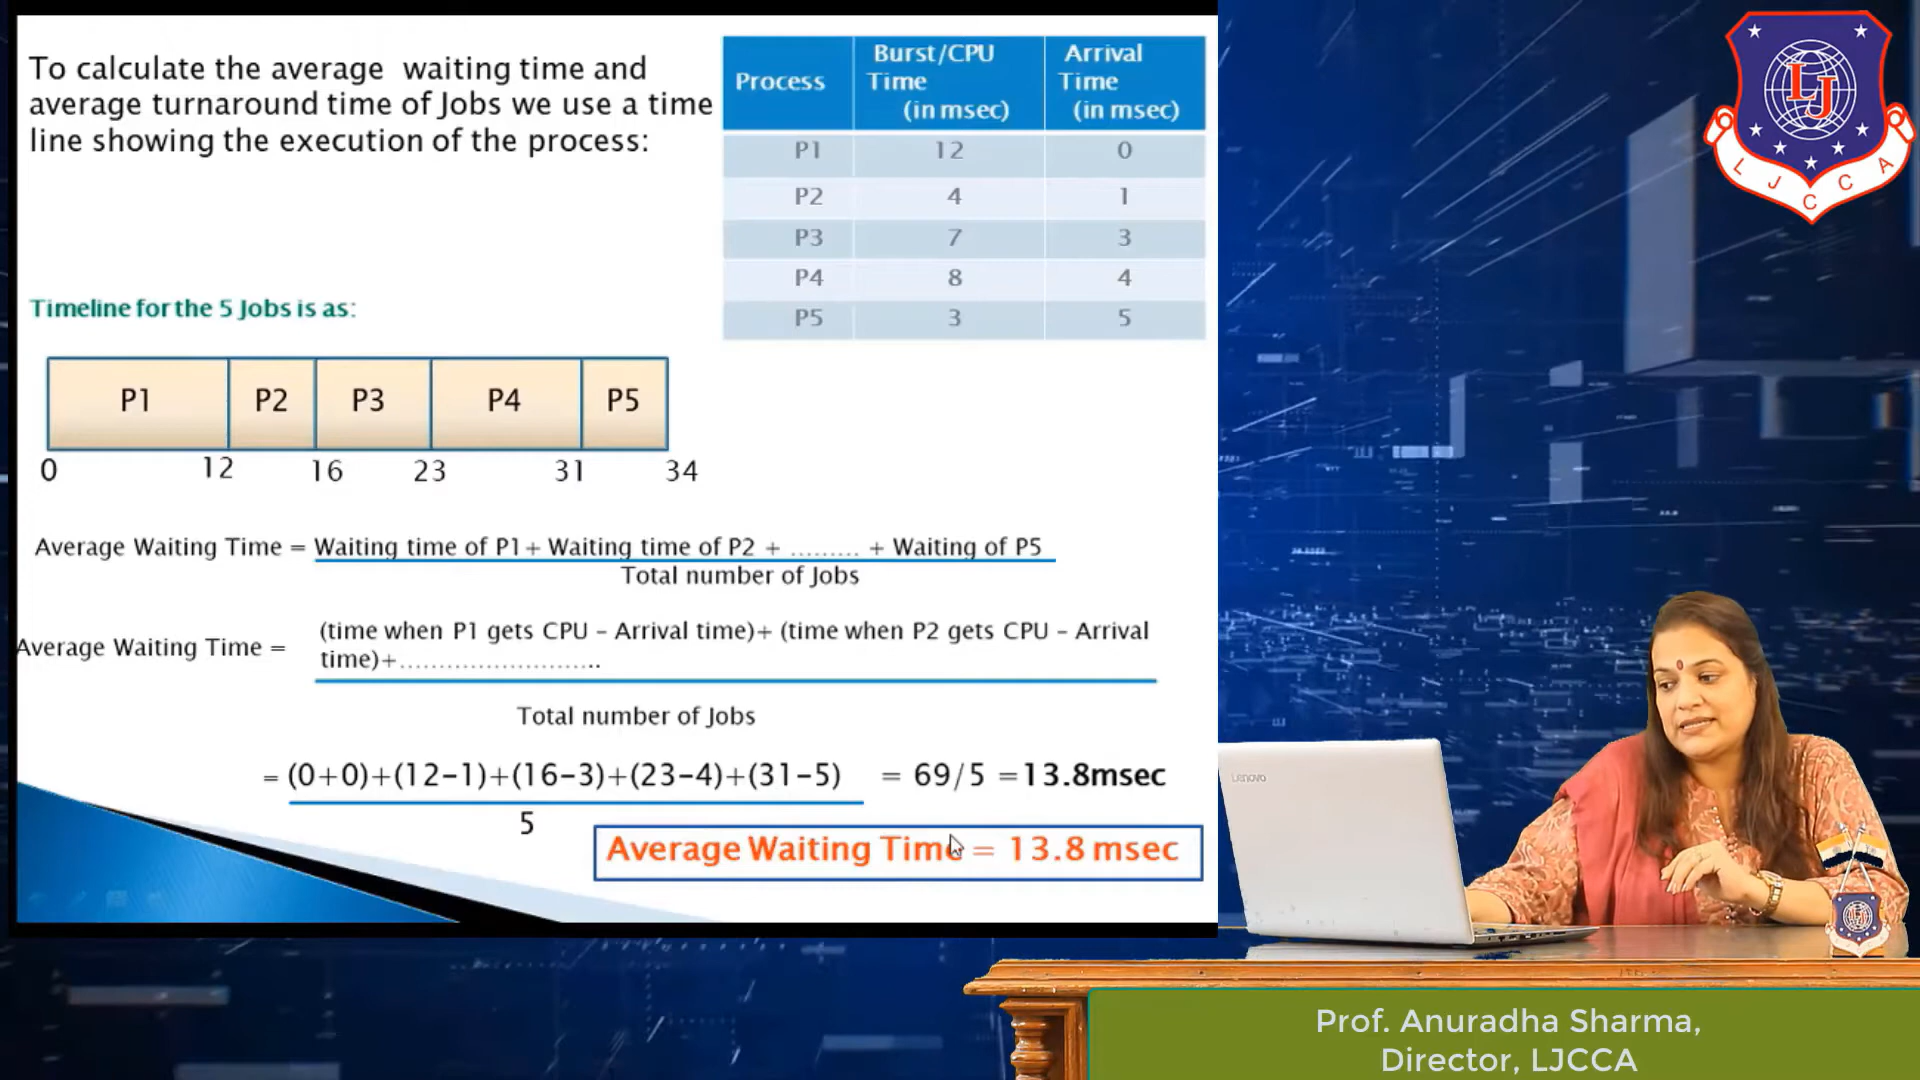 To calculate the average waiting time and
average turnaround time of Jobs we use a time
line showing the execution of the process:
Process Burst/CPU Time (in msec) Arrival Time (in msec)
P1 12 0
P2 4 1
P3 7 3
P4 8 4
P5 3 5
Timeline for the 5 Jobs is as:
P1 P2 P3 P4 P5
0 12 16 23 31 34
Average Waiting Time = Waiting time of P1+ Waiting time of P2 + ......... + Waiting of P5
Total number of Jobs
Average Waiting Time =
(time when P1 gets CPU – Arrival time)+ (time when P2 gets CPU – Arrival
time)+..........................
Total number of Jobs
= (0+0)+(12-1)+(16-3)+(23-4)+(31-5) = 69/5 =13.8msec
5
Average Waiting Time = 13.8 msec
LJ
L J C C A
Lenovo
LJ
Prof. Anuradha Sharma,
Director, LJCCA